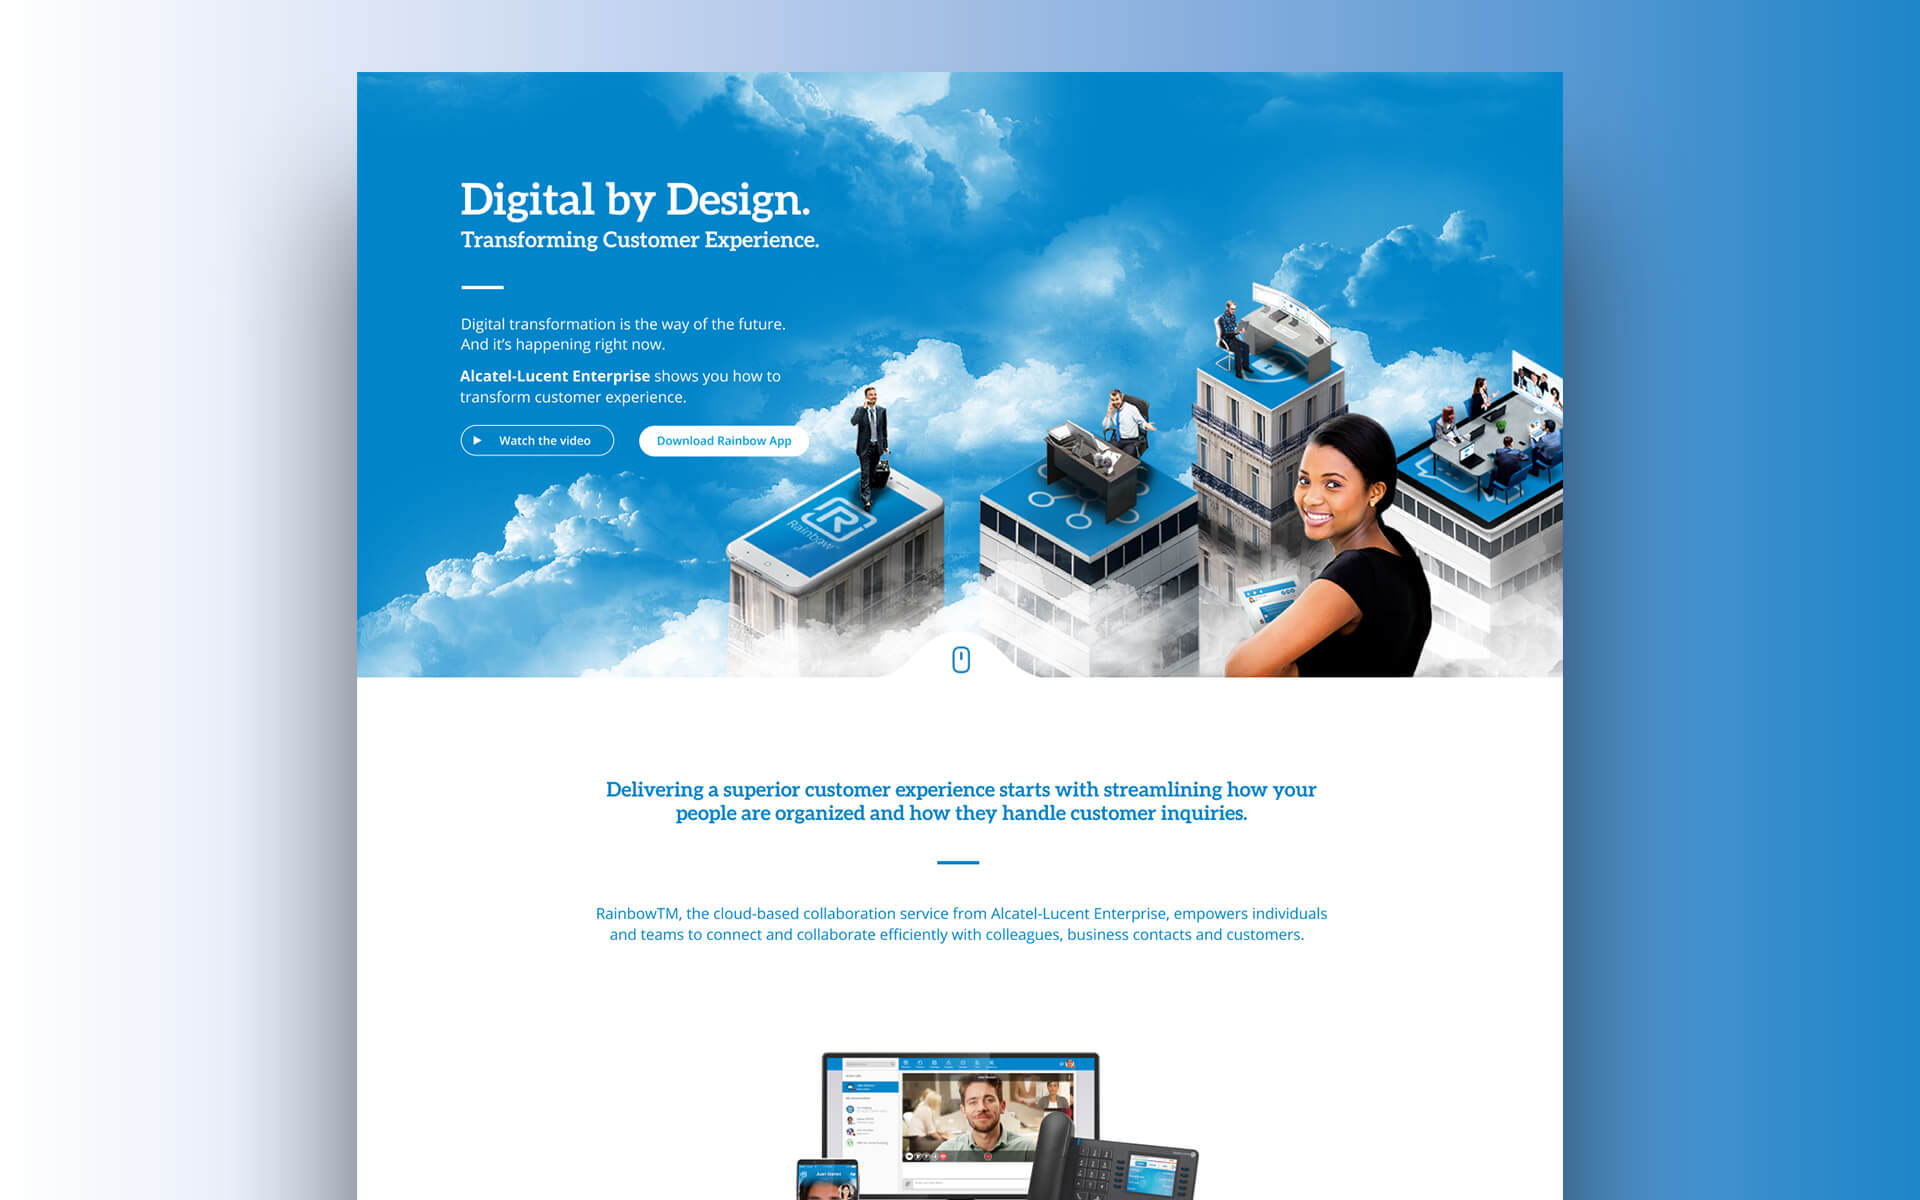 Digital by Design.
Transforming Customer Experience.
Digital transformation is the way of the future.
And it’s happening right now.
Alcatel-Lucent Enterprise shows you how to
transform customer experience.
Watch the video
Download Rainbow App
Rainbow
Delivering a superior customer experience starts with streamlining how your
people are organized and how they handle customer inquiries.
RainbowTM, the cloud-based collaboration service from Alcatel-Lucent Enterprise, empowers individuals
and teams to connect and collaborate efficiently with colleagues, business contacts and customers.